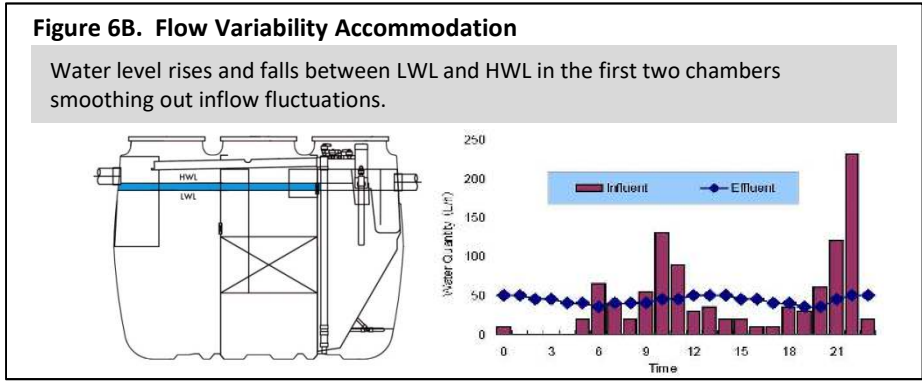 Figure 6B. Flow Variability Accommodation
Water level rises and falls between LWL and HWL in the first two chambers
smoothing out inflow fluctuations.
HWL
LWL
250
200
150
100
50
0
Water Quantity (L/h)
Influent
Effluent
0 3 6 9 12 15 18 21
Time